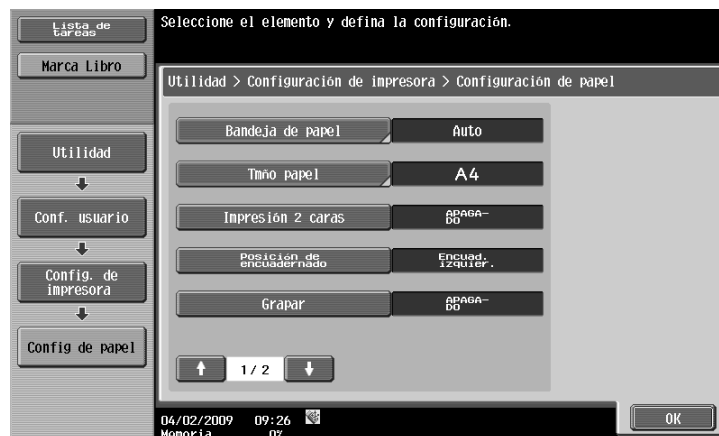 Lista de
tareas
Seleccione el elemento y defina la configuración.
Marca Libro
Utilidad > Configuración de impresora > Configuración de papel
Utilidad
Conf. usuario
Config. de
impresora
Config de papel
Bandeja de papel
Auto
Tmño papel
A4
Impresión 2 caras
APAGA-
DO
Posición de
encuadernado
Encuad.
izquier.
Grapar
APAGA-
DO
1/ 2
04/02/2009 09:26
Memoria 0%
OK